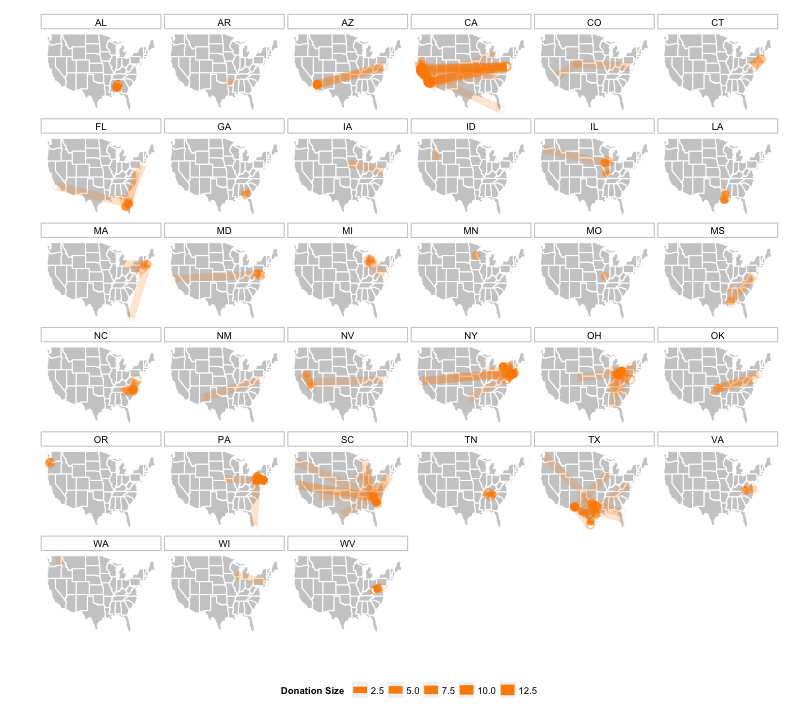 AL AR AZ CA CO CT
FL GA IA ID IL LA
MA MD MI MN MO MS
NC NM NV NY OH OK
OR PA SC TN TX VA
WA WI WV
Donation Size 2.5 5.0 7.5 10.0 12.5